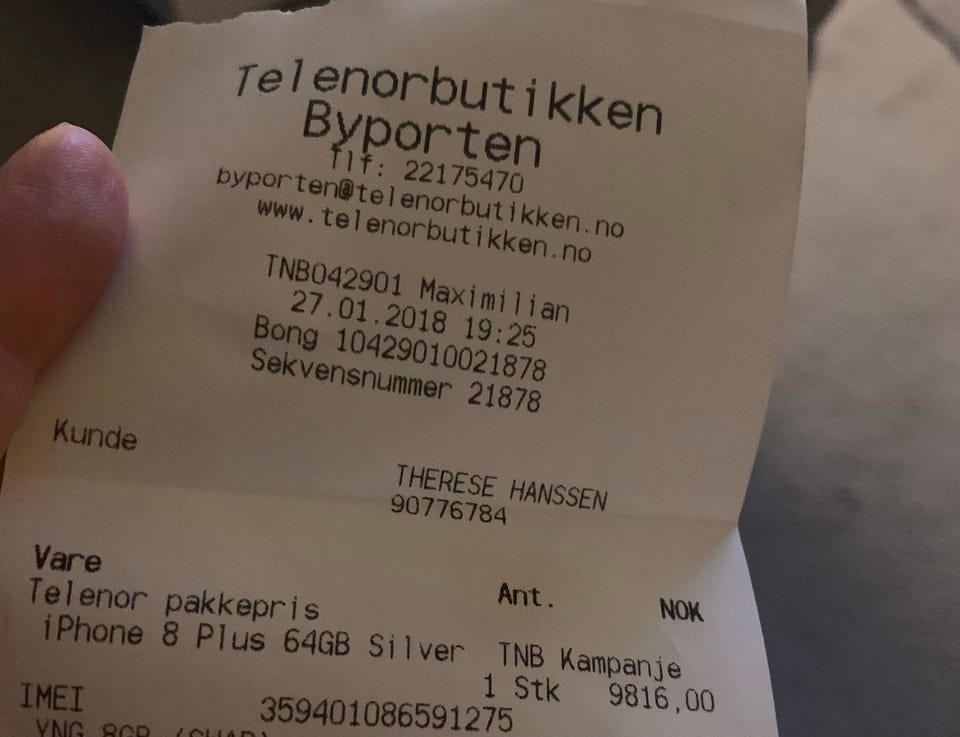 Telenorbutikken
Byporten
Tlf: 22175470
byporten@telenorbutikken.no
www.telenorbutikken.no
TNB042901 Maximilian
27.01.2018 19:25
Bong 10429010021878
Sekvensnummer 21878
Kunde
THERESE HANSSEN
90776784
Vare Ant. NOK
Telenor pakkepris
iPhone 8 Plus 64GB Silver TNB Kampanje
1 Stk 9816,00
IMEI 359401086591275